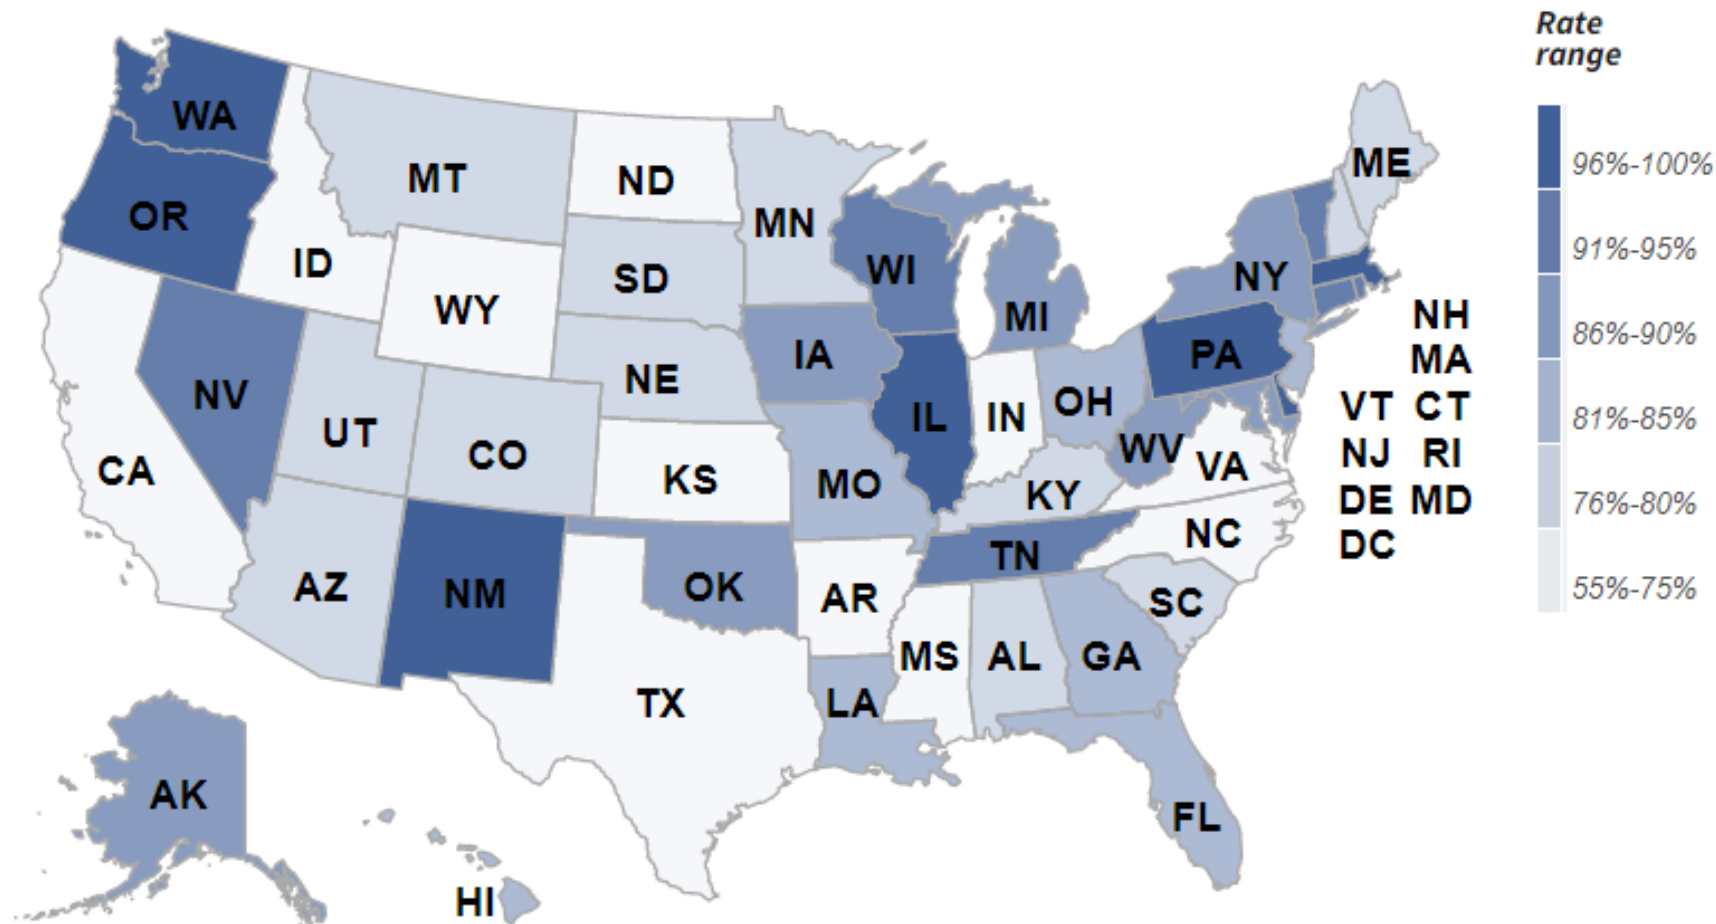 Rate
range
96%-100%
91%-95%
86%-90%
81%-85%
76%-80%
55%-75%
WA
OR
MT
ID
ND
MN
ME
WY
SD
WI
MI
NY
NV
UT
CO
NE
IA
IL
IN
OH
PA
CA
KS
MO
KY
WV
VA
AZ
NM
OK
AR
TN
NC
TX
LA
MS
AL
GA
SC
FL
AK
HI
NH
MA
VT CT
NJ RI
DE MD
DC